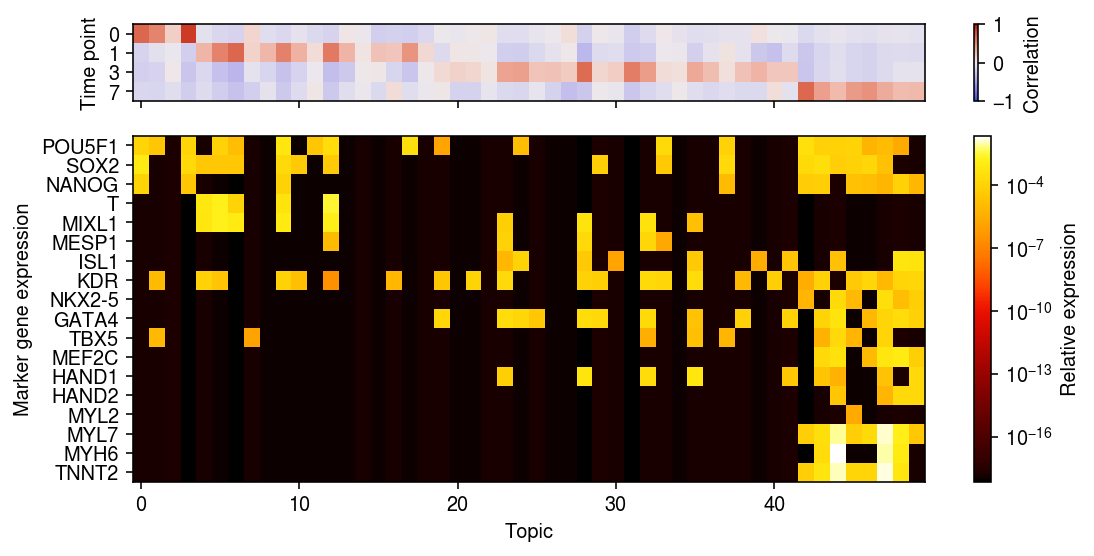 Time point
0
1
3
7
1
0
−1
Correlation
Marker gene expression
POU5F1
SOX2
NANOG
T
MIXL1
MESP1
ISL1
KDR
NKX2-5
GATA4
TBX5
MEF2C
HAND1
HAND2
MYL2
MYL7
MYH6
TNNT2
0 10 20 30 40
Topic
10⁻⁴
10⁻⁷
10⁻¹⁰
10⁻¹³
10⁻¹⁶
Relative expression